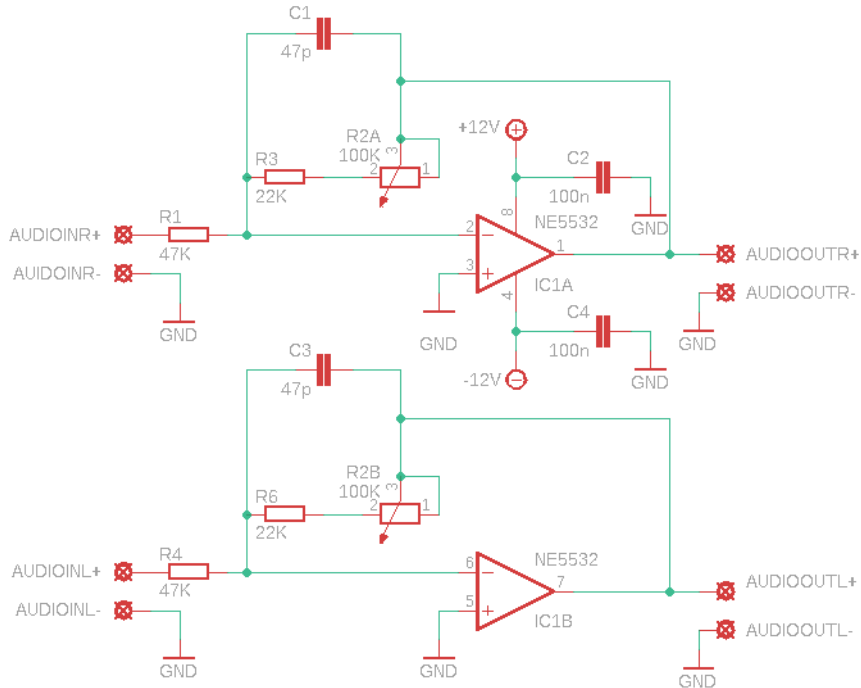 C1
47p
R2A
100K
3
2
1
R3
22K
+12V
C2
100n
GND
R1
47K
AUDIOINR+
AUIDOINR-
GND
8
NE5532
2
3
1
4
IC1A
GND
AUDIOOUTR+
AUDIOOUTR-
GND
C4
100n
GND
-12V
C3
47p
R2B
100K
3
2
1
R6
22K
R4
47K
AUDIOINL+
AUDIOINL-
GND
NE5532
6
5
7
IC1B
GND
AUDIOOUTL+
AUDIOOUTL-
GND